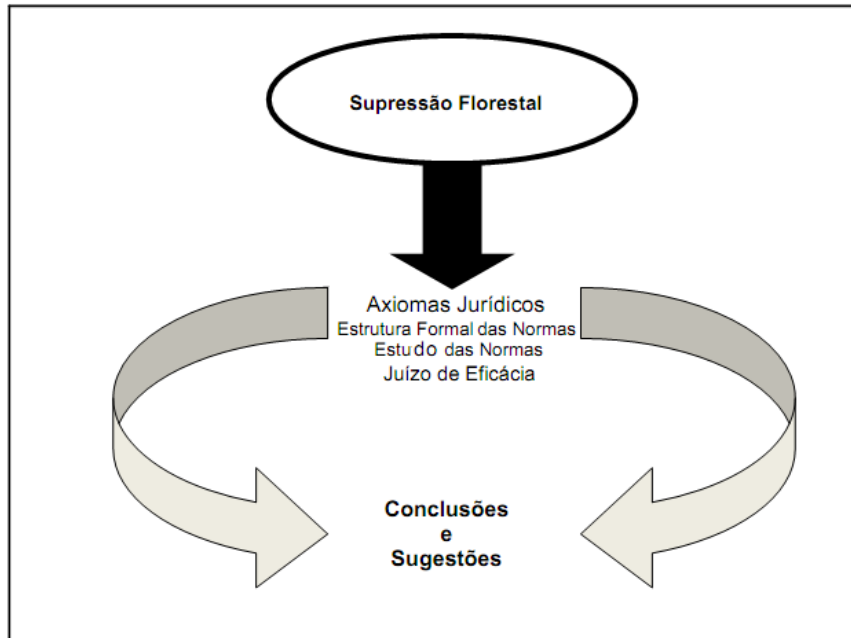 Supressão Florestal
Axiomas Jurídicos
Estrutura Formal das Normas
Estudo das Normas
Juízo de Eficácia
Conclusões
e
Sugestões